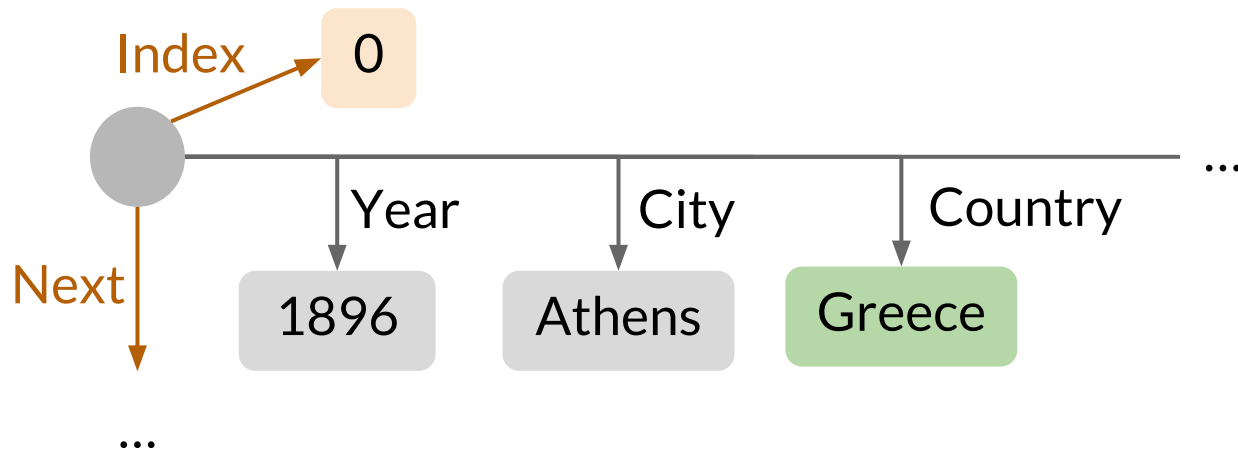 Index
0
...
Year
City
Country
Next
1896
Athens
Greece
...